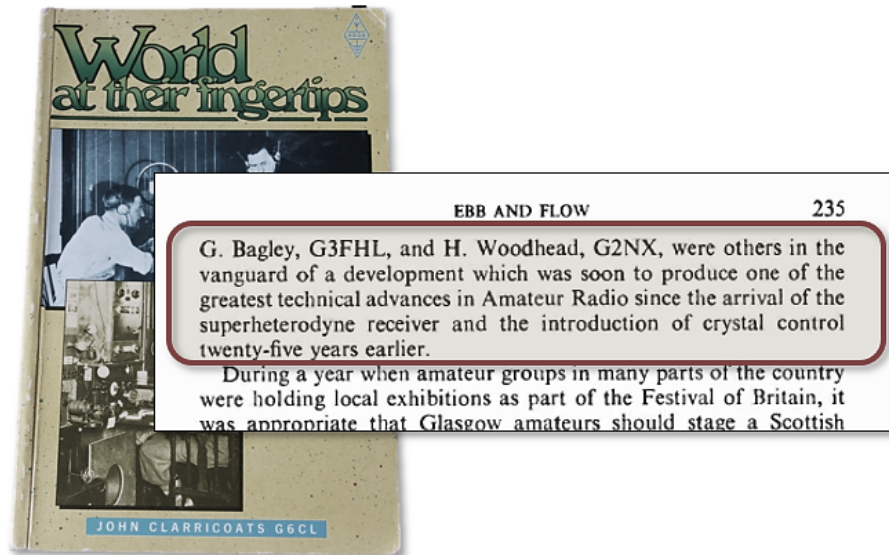 World
at their fingertips
EBB AND FLOW 235
G. Bagley, G3FHL, and H. Woodhead, G2NX, were others in the
vanguard of a development which was soon to produce one of the
greatest technical advances in Amateur Radio since the arrival of the
superheterodyne receiver and the introduction of crystal control
twenty-five years earlier.
During a year when amateur groups in many parts of the country
were holding local exhibitions as part of the Festival of Britain, it
was appropriate that Glasgow amateurs should stage a Scottish
JOHN CLARRICOATS G6CL